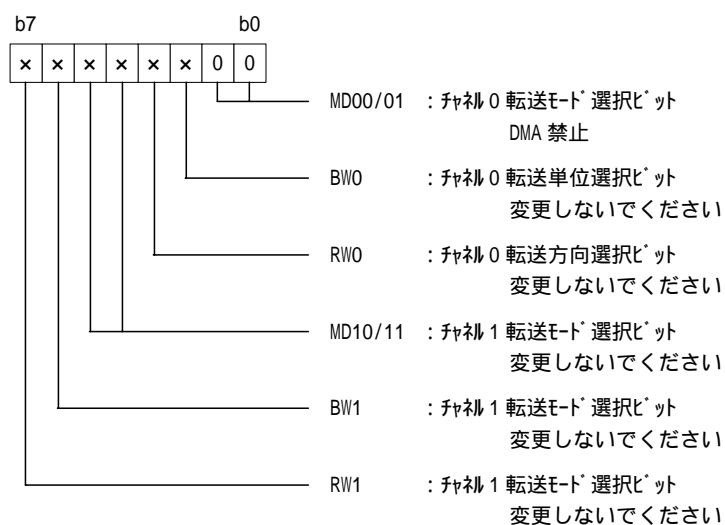 b7 b0
× × × × × × 0 0
MD00/01 : ﾁｬﾈﾙ 0 転送ﾓｰﾄﾞ選択ﾋﾞｯﾄ
DMA 禁止
BW0 : ﾁｬﾈﾙ 0 転送単位選択ﾋﾞｯﾄ
変更しないでください
RW0 : ﾁｬﾈﾙ 0 転送方向選択ﾋﾞｯﾄ
変更しないでください
MD10/11 : ﾁｬﾈﾙ 1 転送ﾓｰﾄﾞ選択ﾋﾞｯﾄ
変更しないでください
BW1 : ﾁｬﾈﾙ 1 転送ﾓｰﾄﾞ選択ﾋﾞｯﾄ
変更しないでください
RW1 : ﾁｬﾈﾙ 1 転送ﾓｰﾄﾞ選択ﾋﾞｯﾄ
変更しないでください